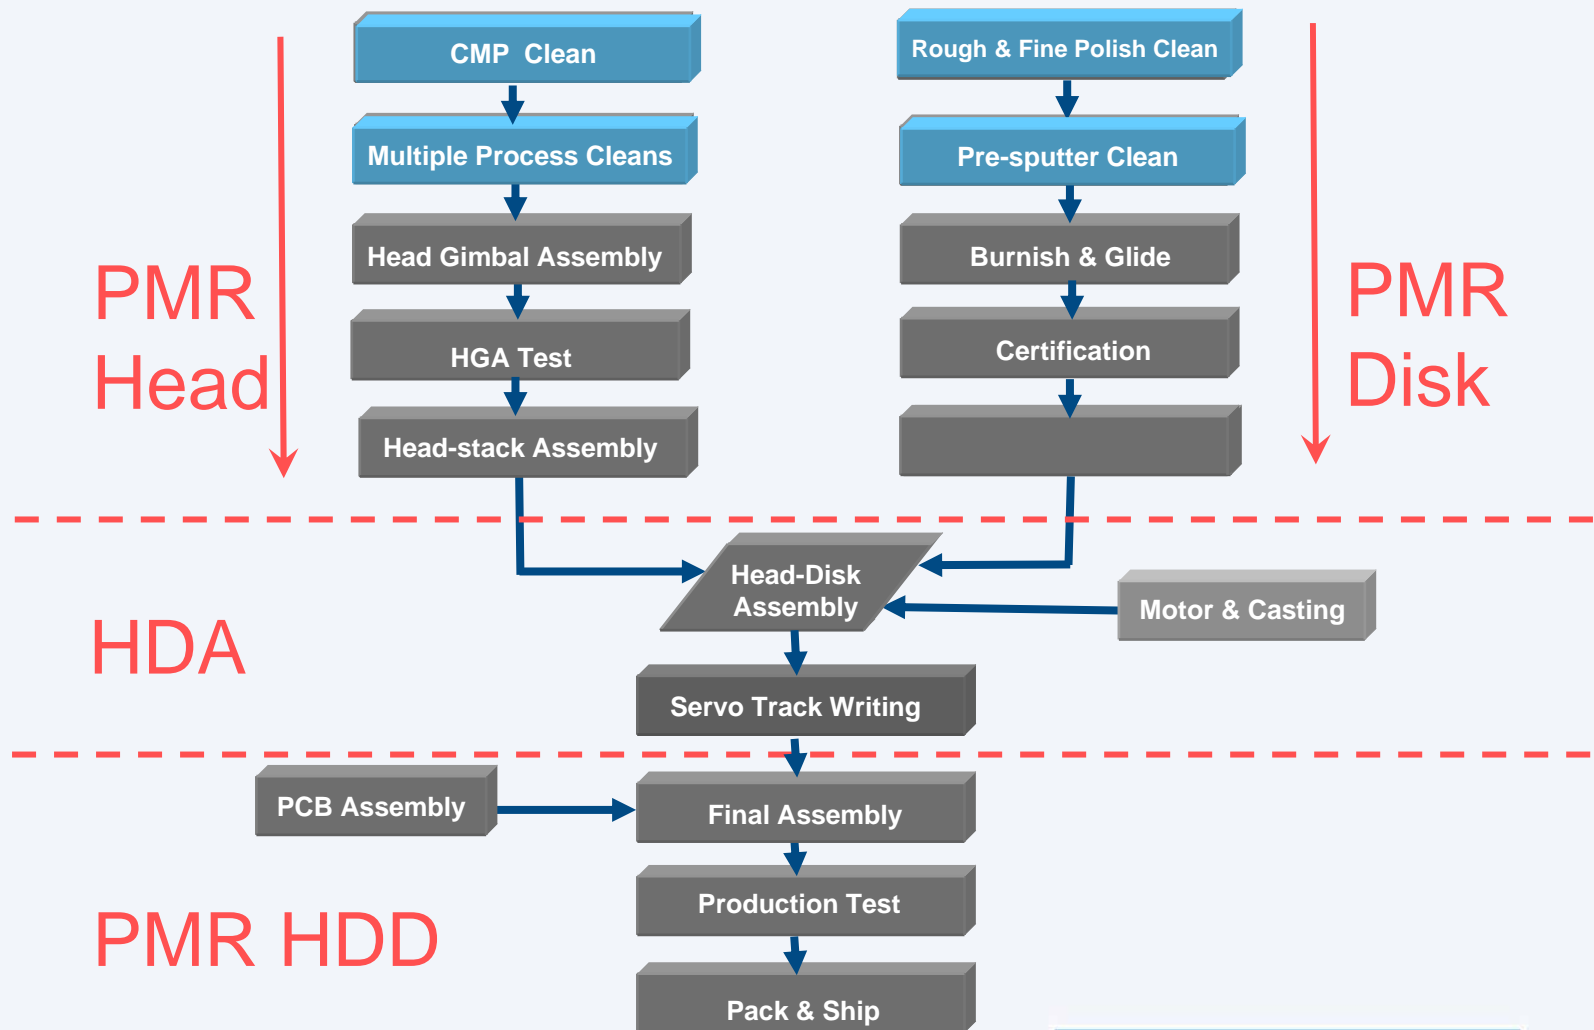 CMP Clean
Multiple Process Cleans
Head Gimbal Assembly
HGA Test
Head-stack Assembly
PMR
Head
Rough & Fine Polish Clean
Pre-sputter Clean
Burnish & Glide
Certification
PMR
Disk
HDA
Head-Disk
Assembly
Motor & Casting
Servo Track Writing
PCB Assembly
Final Assembly
Production Test
PMR HDD
Pack & Ship